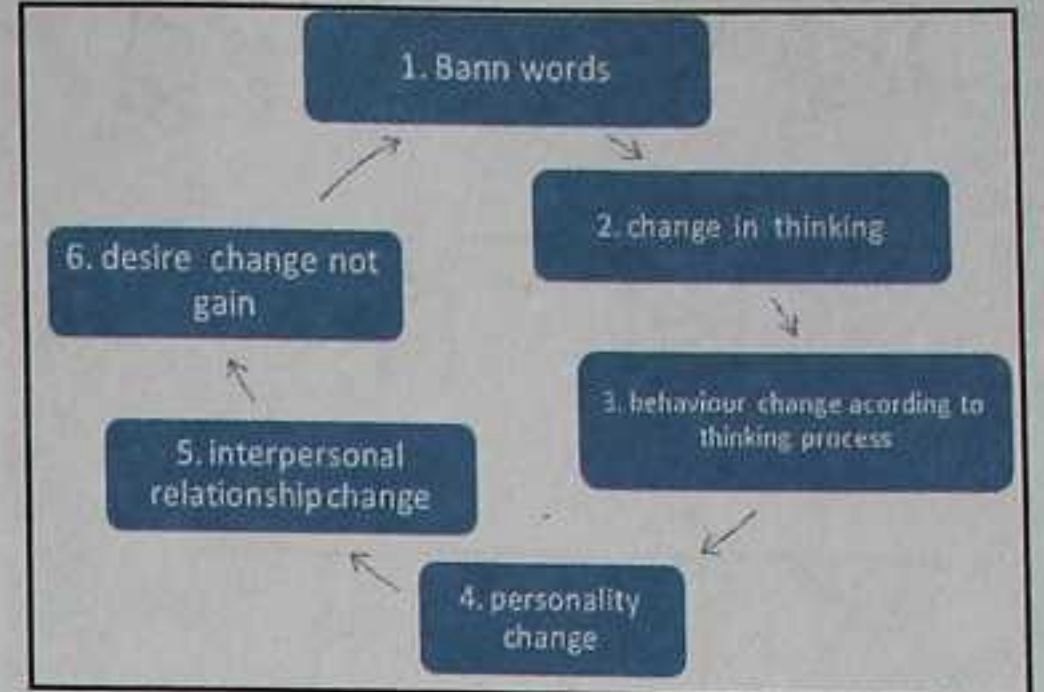 1. Bann words
2. change in thinking
3. behaviour change acording to
thinking process
4. personality
change
5. interpersonal
relationship change
6. desire change not
gain